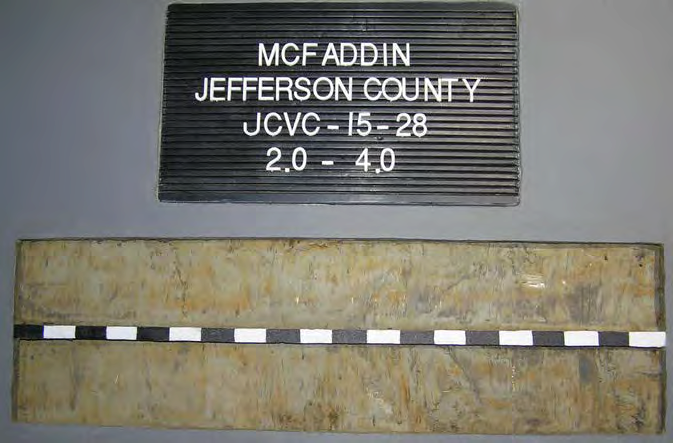 MCFADDIN
JEFFERSON COUNTY
JCVC-15-28
2.0 - 4.0